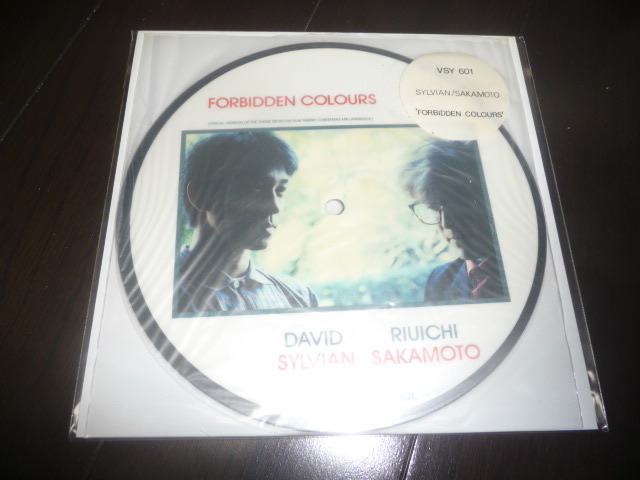 FORBIDDEN COLOURS
VSY 601
SYLVIAN/SAKAMOTO
'FORBIDDEN COLOURS'
DAVID RIUICHI
SYLVIAN SAKAMOTO